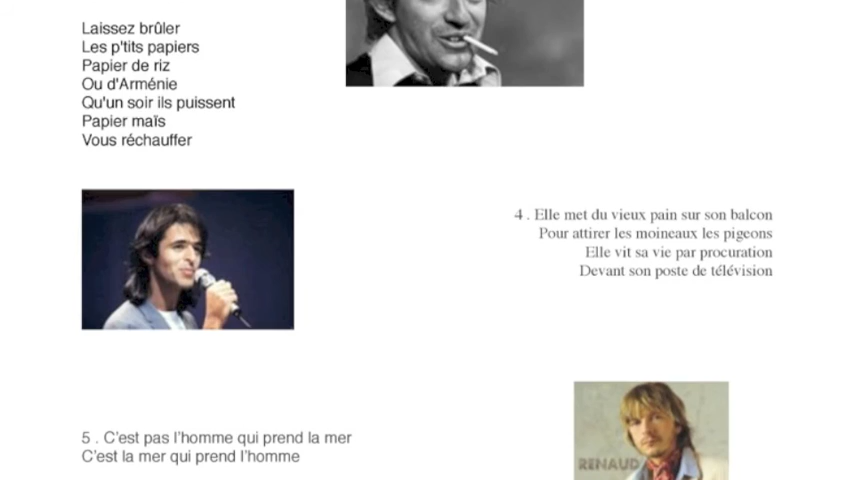 Laissez brûler
Les p'tits papiers
Papier de riz
Ou d'Arménie
Qu'un soir ils puissent
Papier maïs
Vous réchauffer
4 . Elle met du vieux pain sur son balcon
Pour attirer les moineaux les pigeons
Elle vit sa vie par procuration
Devant son poste de télévision
5 . C'est pas l'homme qui prend la mer
C'est la mer qui prend l'homme
RENAUD